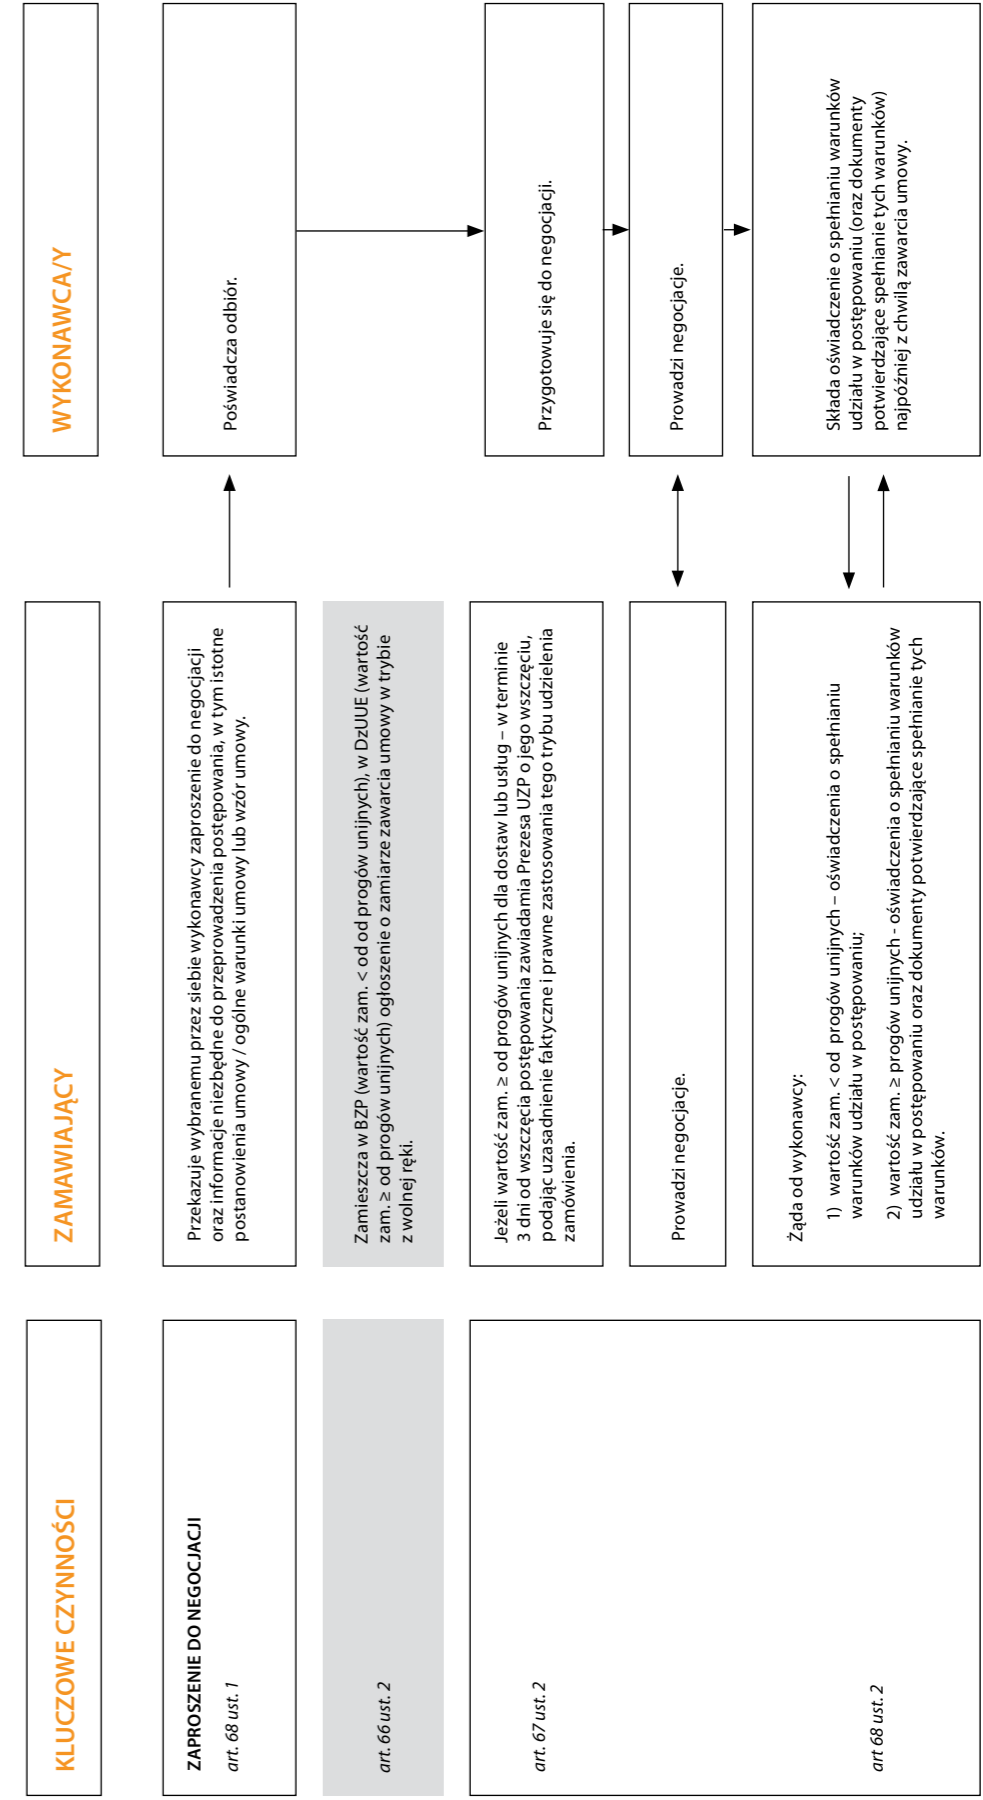 KLUCZOWE CZYNNOŚCI
ZAMAWIAJĄCY
WYKONAWCA/Y
ZAPROSZENIE DO NEGOCJACJI
art. 68 ust. 1
Przekazuje wybranemu przez siebie wykonawcy zaproszenie do negocjacji
oraz informacje niezbędne do przeprowadzenia postępowania, w tym istotne
postanowienia umowy / ogólne warunki umowy lub wzór umowy.
Poświadcza odbiór.
art. 66 ust. 2
Zamieszcza w BZP (wartość zam. < od od progów unijnych), w DzUUE (wartość
zam. ≥ od progów unijnych) ogłoszenie o zamiarze zawarcia umowy w trybie
z wolnej ręki.
art. 67 ust. 2
Jeżeli wartość zam. ≥ od progów unijnych dla dostaw lub usług – w terminie
3 dni od wszczęcia postępowania zawiadamia Prezesa UZP o jego wszczęciu,
podając uzasadnienie faktyczne i prawne zastosowania tego trybu udzielenia
zamówienia.
Przygotowuje się do negocjacji.
Prowadzi negocjacje.
Prowadzi negocjacje.
art 68 ust. 2
Żąda od wykonawcy:
1) wartość zam. < od progów unijnych – oświadczenia o spełnianiu
warunków udziału w postępowaniu;
2) wartość zam. ≥ progów unijnych - oświadczenia o spełnianiu warunków
udziału w postępowaniu oraz dokumenty potwierdzające spełnianie tych
warunków.
Składa oświadczenie o spełnianiu warunków
udziału w postępowaniu (oraz dokumenty
potwierdzające spełnianie tych warunków)
najpóźniej z chwilą zawarcia umowy.